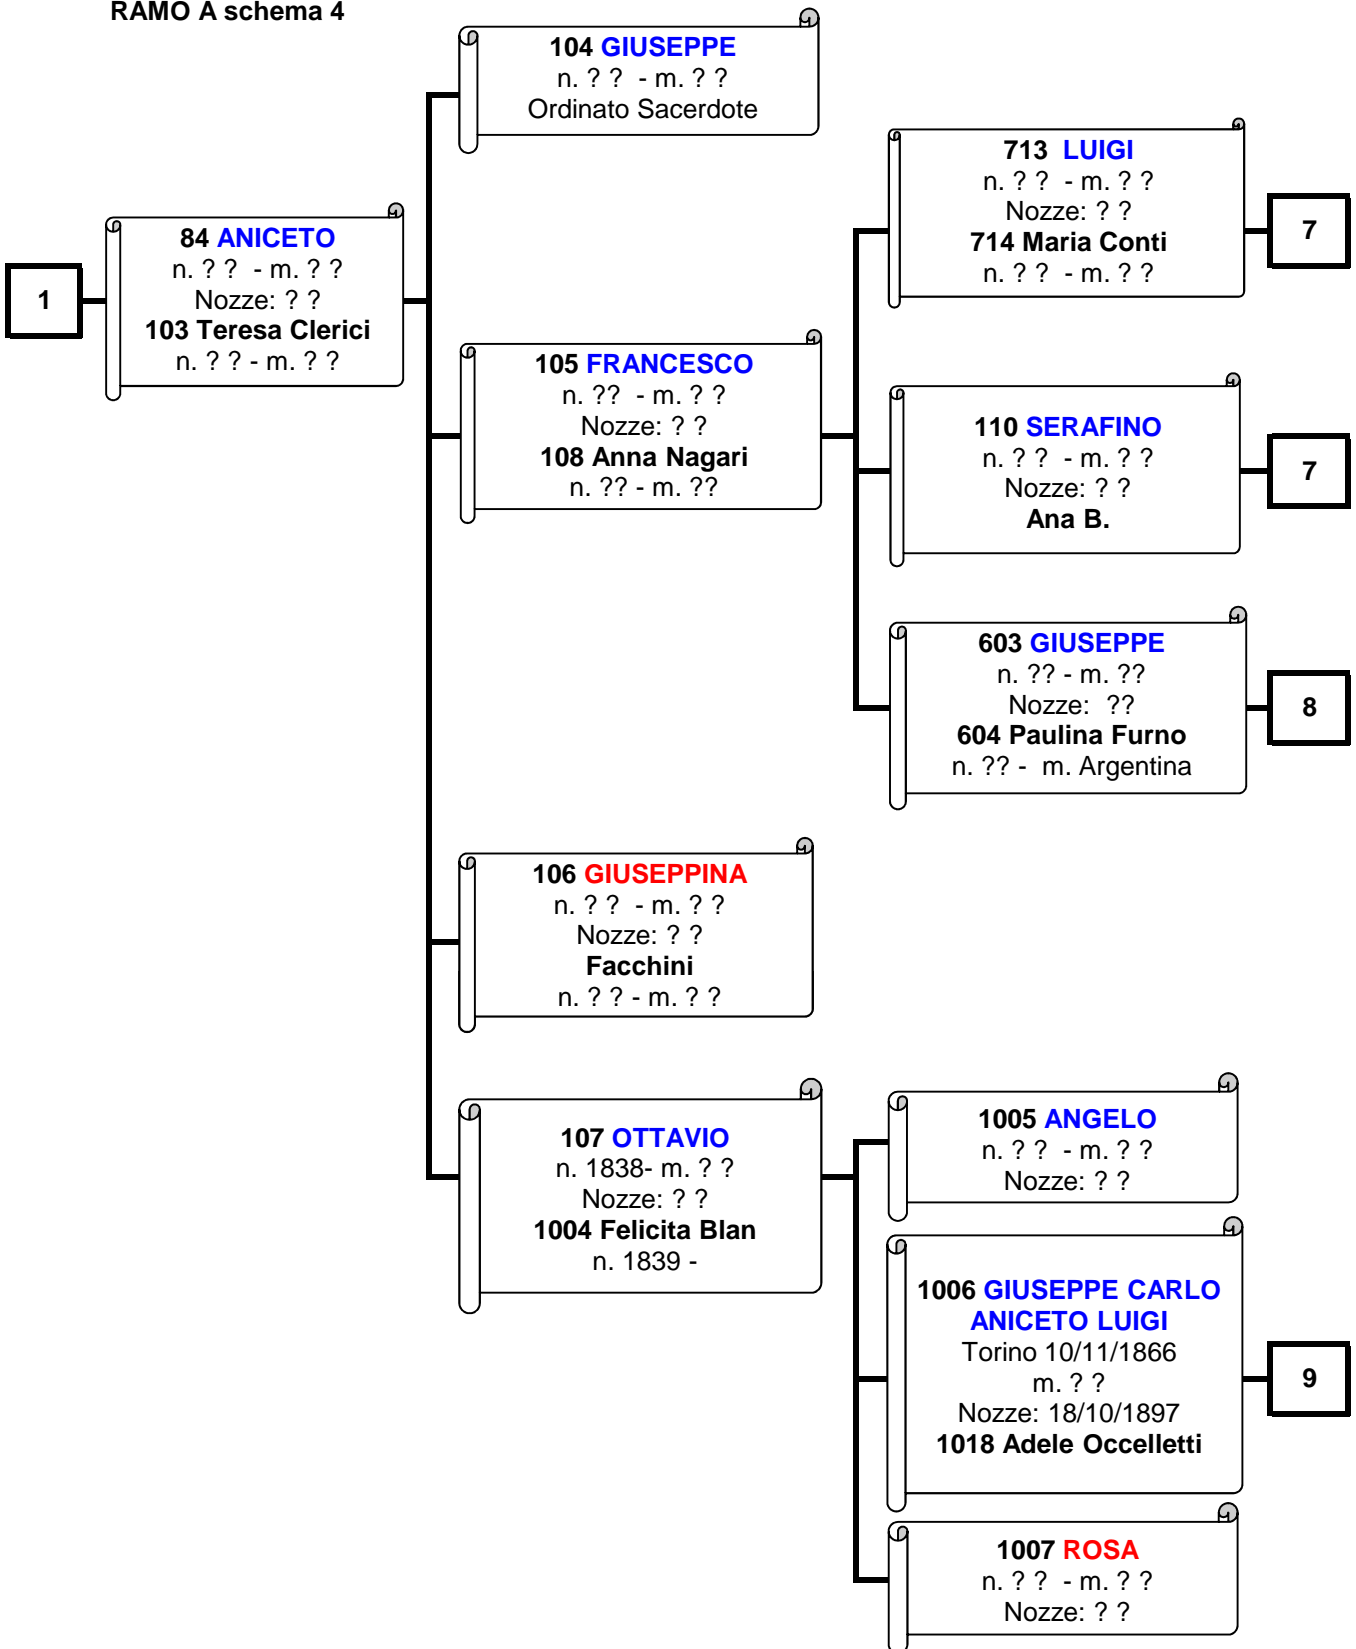 RAMO A schema 4
1
84 ANICETO
n. ? ? - m. ? ?
Nozze: ? ?
103 Teresa Clerici
n. ? ? - m. ? ?
104 GIUSEPPE
n. ? ? - m. ? ?
Ordinato Sacerdote
105 FRANCESCO
n. ?? - m. ? ?
Nozze: ? ?
108 Anna Nagari
n. ?? - m. ??
713 LUIGI
n. ? ? - m. ? ?
Nozze: ? ?
714 Maria Conti
n. ? ? - m. ? ?
7
110 SERAFINO
n. ? ? - m. ? ?
Nozze: ? ?
Ana B.
7
603 GIUSEPPE
n. ?? - m. ??
Nozze: ??
604 Paulina Furno
n. ?? - m. Argentina
8
106 GIUSEPPINA
n. ? ? - m. ? ?
Nozze: ? ?
Facchini
n. ? ? - m. ? ?
107 OTTAVIO
n. 1838- m. ? ?
Nozze: ? ?
1004 Felicita Blan
n. 1839 -
1005 ANGELO
n. ? ? - m. ? ?
Nozze: ? ?
1006 GIUSEPPE CARLO
ANICETO LUIGI
Torino 10/11/1866
m. ? ?
Nozze: 18/10/1897
1018 Adele Occelletti
9
1007 ROSA
n. ? ? - m. ? ?
Nozze: ? ?